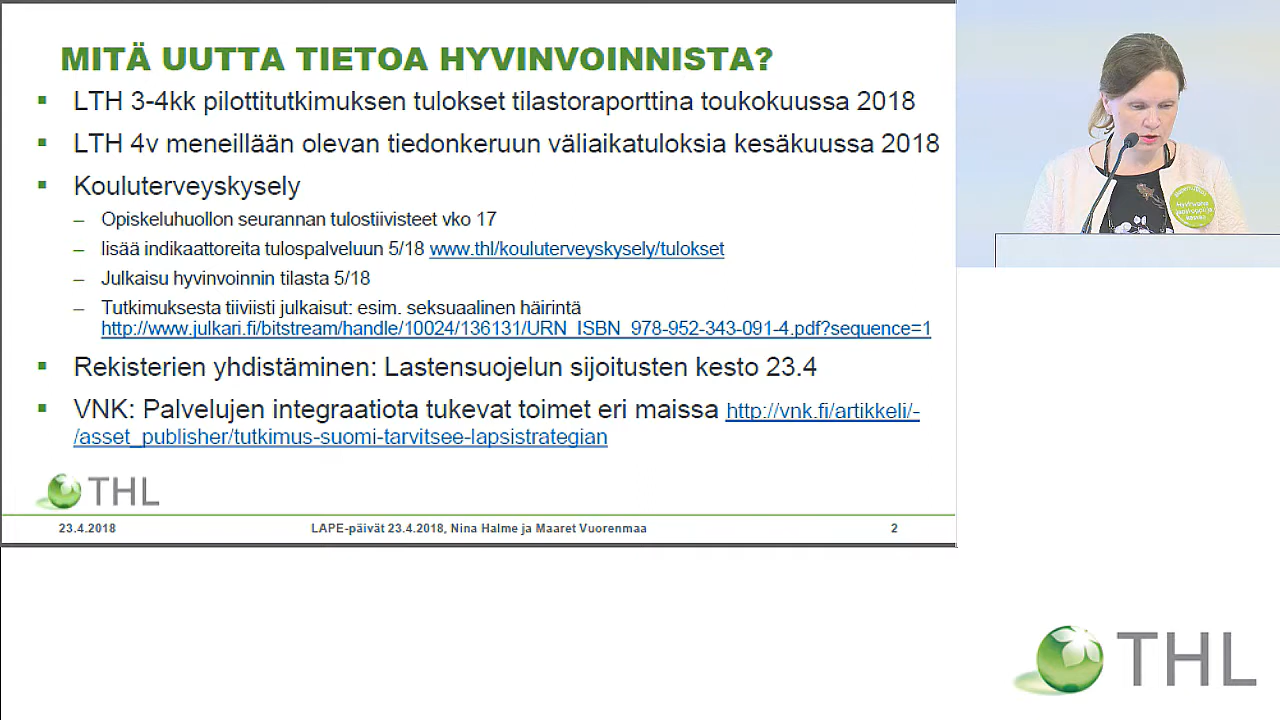 MITÄ UUTTA TIETOA HYVINVOINNISTA?
LTH 3-4kk pilottitutkimuksen tulokset tilastoraporttina toukokuussa 2018
LTH 4v meneillään olevan tiedonkeruun väliaikatuloksia kesäkuussa 2018
Kouluterveyskysely
– Opiskeluhuollon seurannan tulostiivisteet vko 17
– lisää indikaattoreita tulospalveluun 5/18 www.thl/kouluterveyskysely/tulokset
– Julkaisu hyvinvoinnin tilasta 5/18
– Tutkimuksesta tiiviisti julkaisut: esim. seksuaalinen häirintä
http://www.julkari.fi/bitstream/handle/10024/136131/URN_ISBN_978-952-343-091-4.pdf?sequence=1
Rekisterien yhdistäminen: Lastensuojelun sijoitusten kesto 23.4
VNK: Palvelujen integraatiota tukevat toimet eri maissa http://vnk.fi/artikkeli/-
/asset_publisher/tutkimus-suomi-tarvitsee-lapsistrategian
THL
23.4.2018 LAPE-päivät 23.4.2018, Nina Halme ja Maaret Vuorenmaa 2
THL